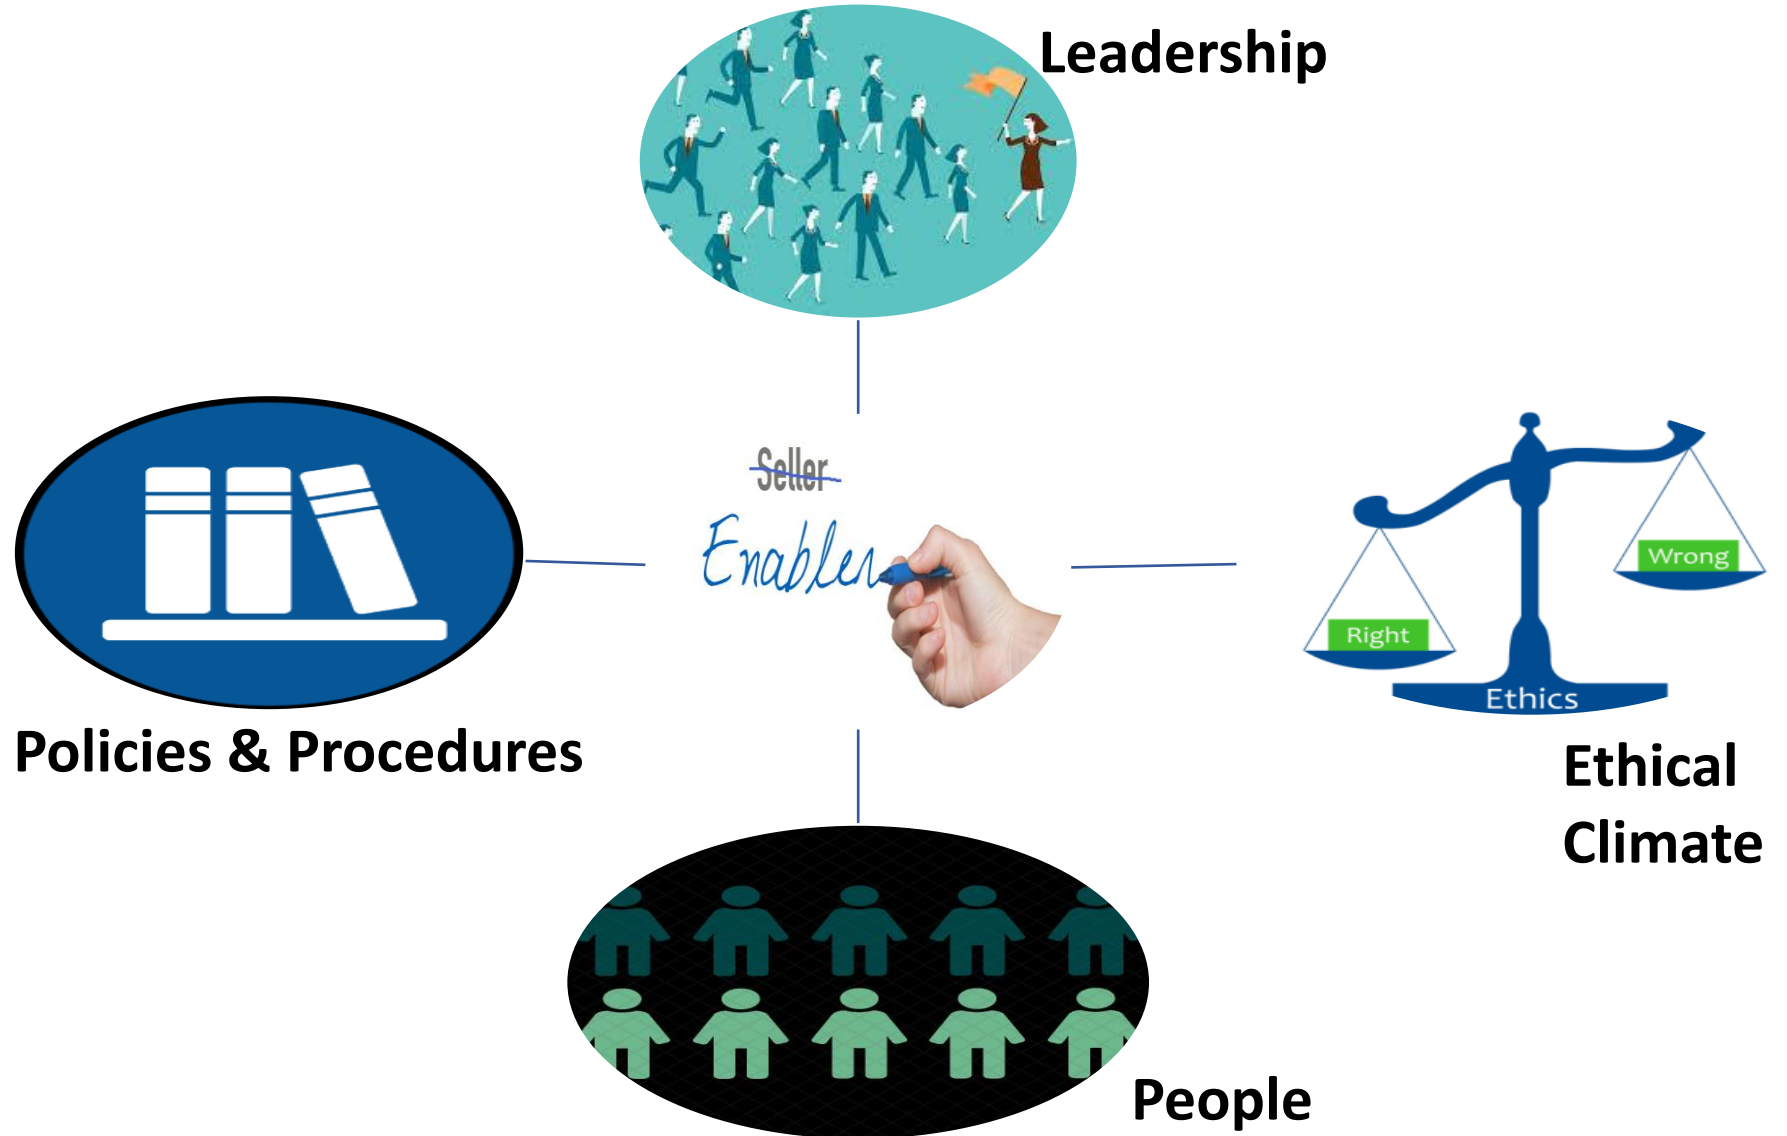 Leadership
Seller
Enabler
Wrong
Right
Ethics
Policies & Procedures
Ethical
Climate
People